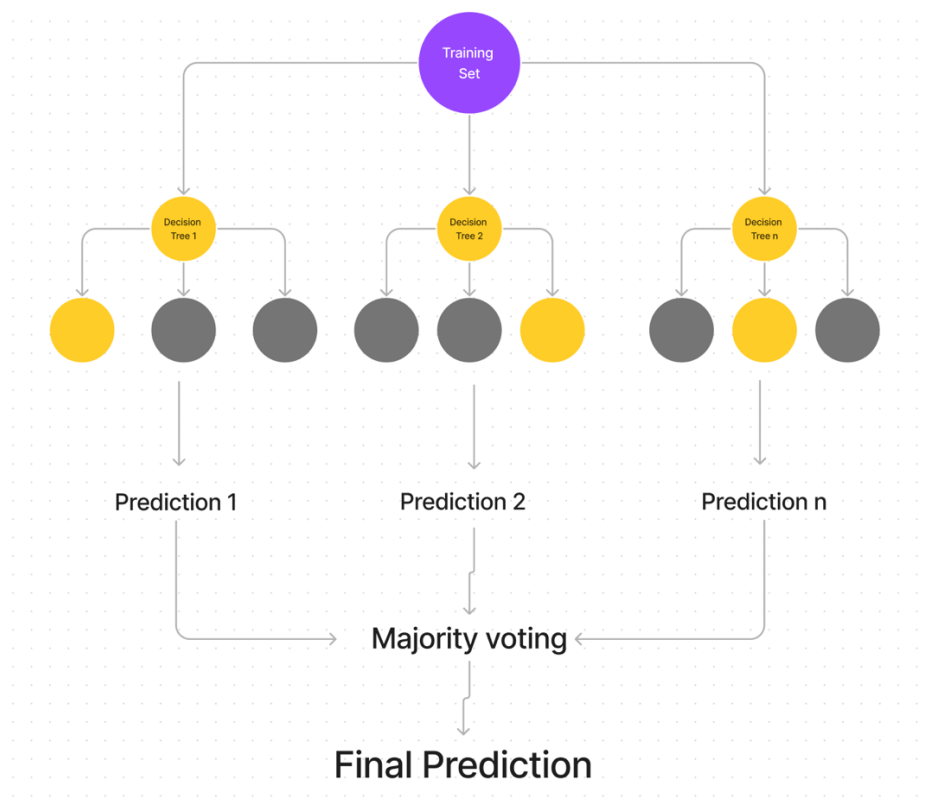 Training
Set
Decision
Tree 1
Decision
Tree 2
Decision
Tree n
Prediction 1
Prediction 2
Prediction n
Majority voting
Final Prediction